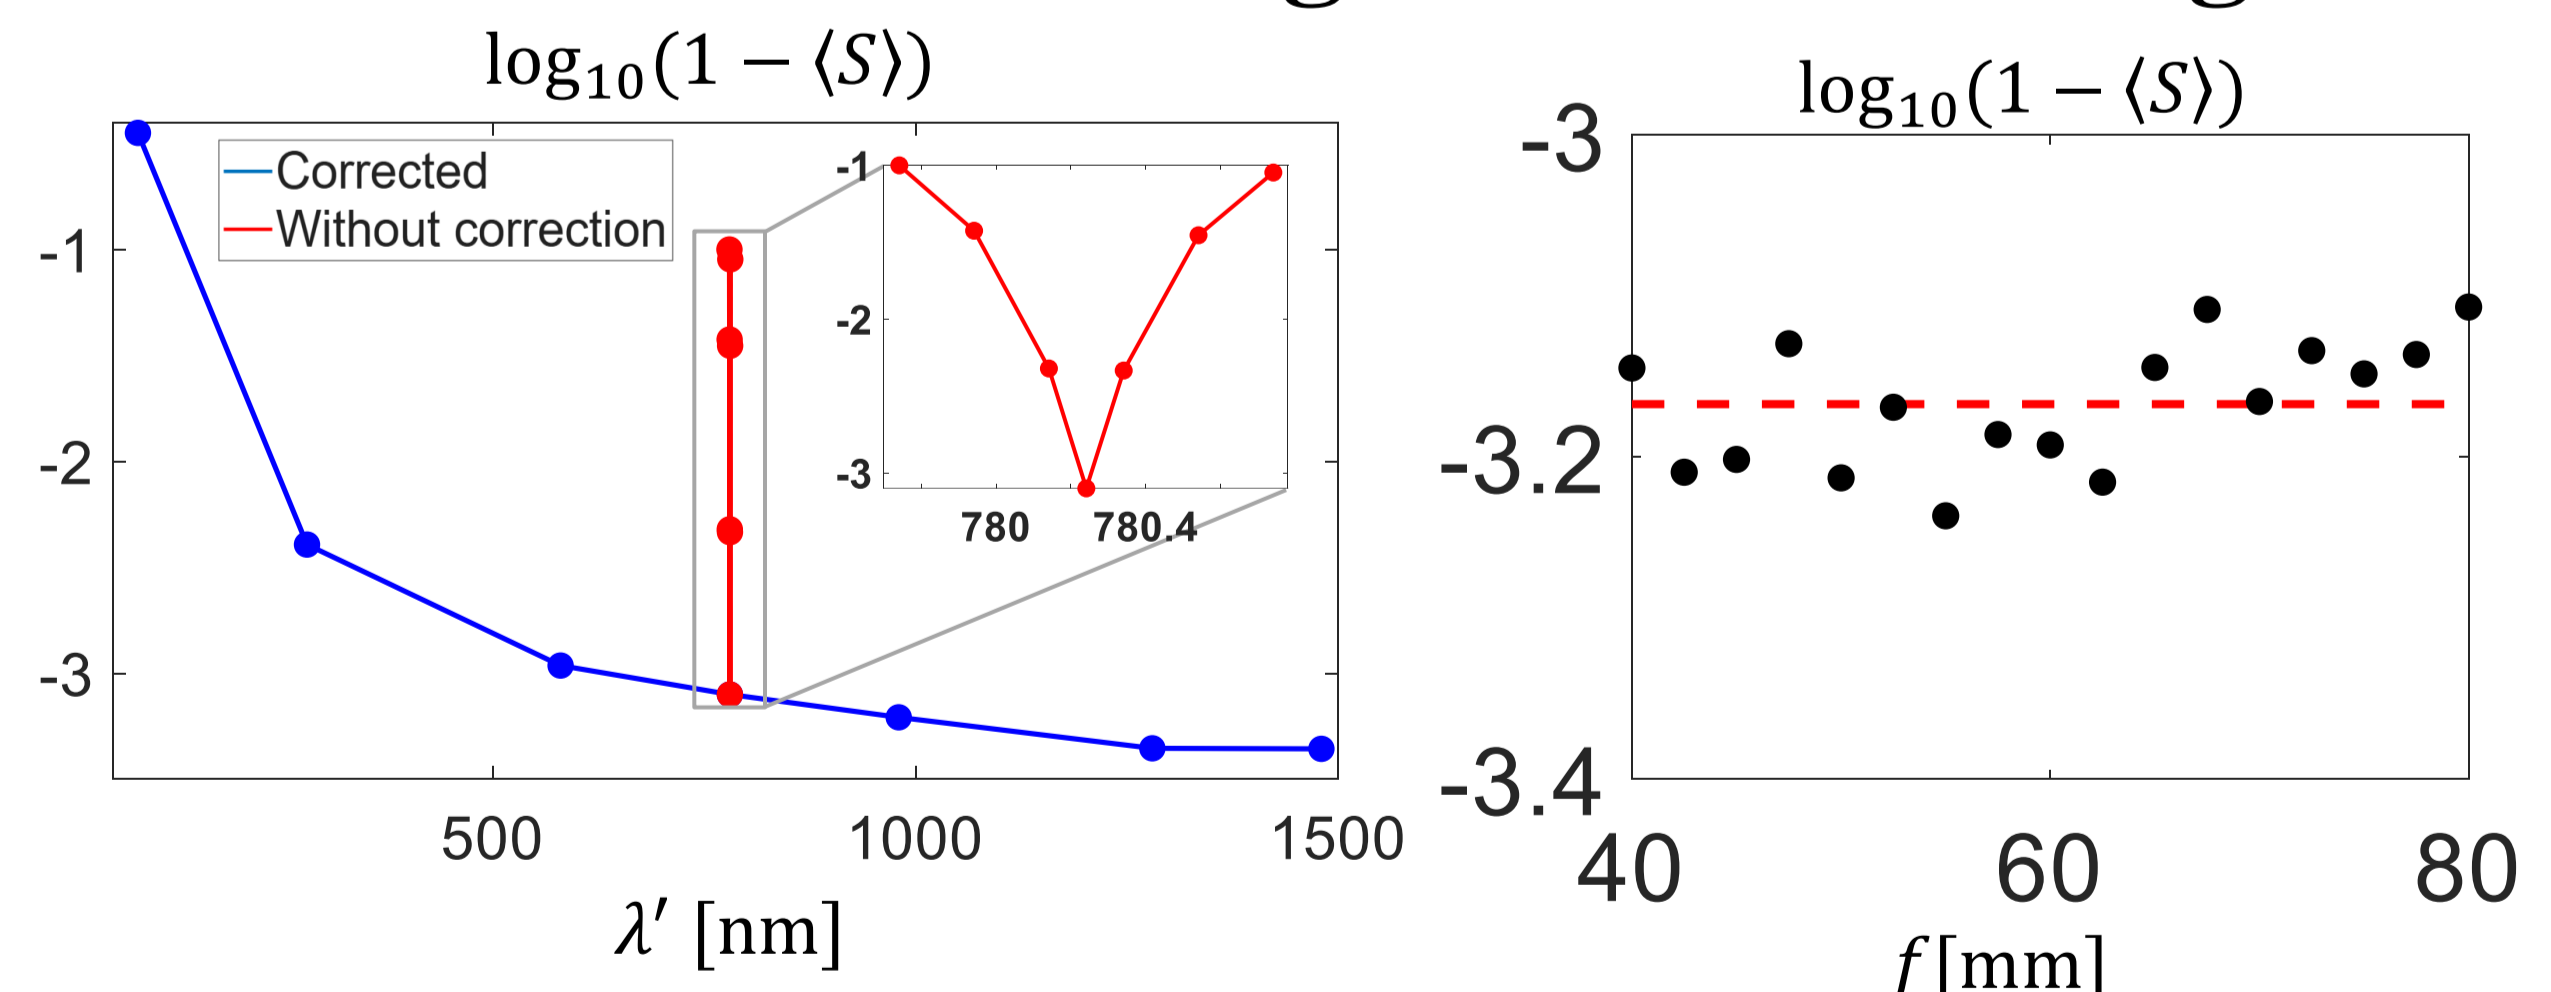 log₁₀(1 − ⟨S⟩)
Corrected
Without correction
-1
-2
-3
-1
-2
-3
780
780.4
500
1000
1500
λ′ [nm]
log₁₀(1 − ⟨S⟩)
-3
-3.2
-3.4
40
60
80
f [mm]